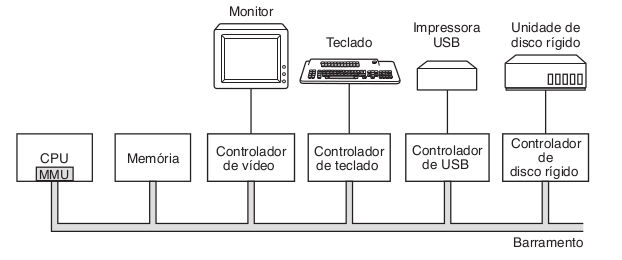 Monitor
Teclado
Impressora
USB
Unidade de
disco rígido
CPU
MMU
Memória
Controlador
de vídeo
Controlador
de teclado
Controlador
de USB
Controlador
de
disco rígido
Barramento